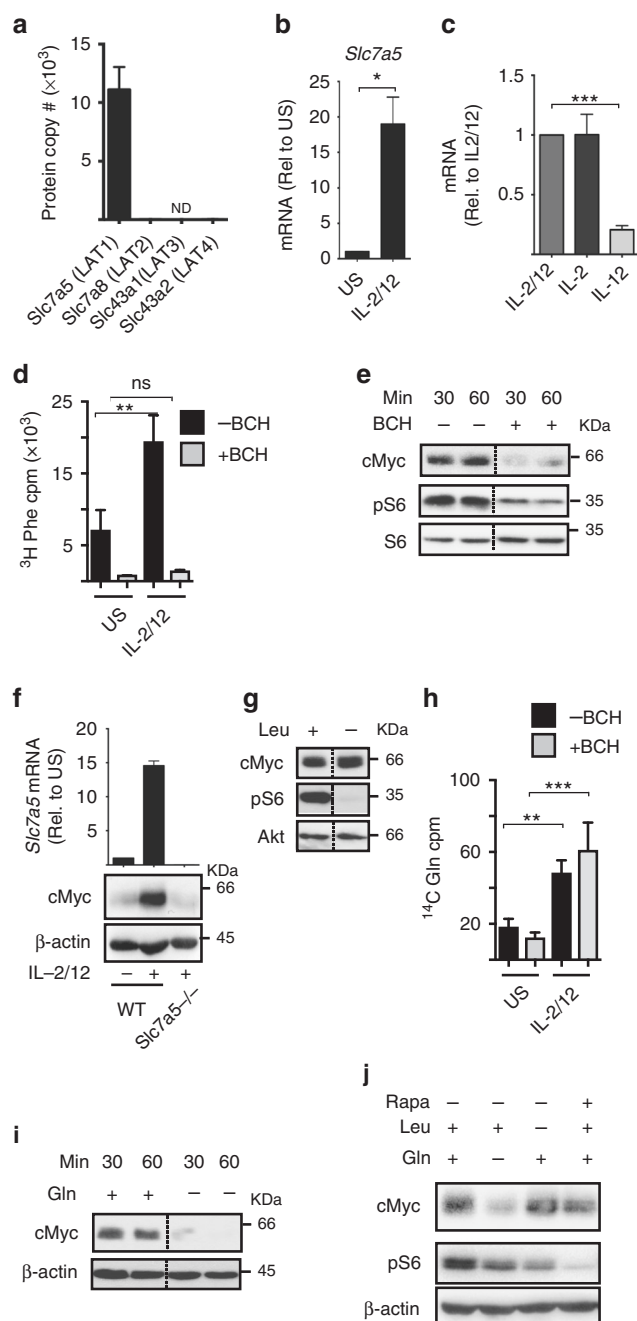 a
Protein copy # (×10³)
15
10
5
ND
Slc7a5 (LAT1)
Slc7a8 (LAT2)
Slc43a1(LAT3)
Slc43a2 (LAT4)
b
Slc7a5
mRNA (Rel to US)
25
20
15
10
5
0
*
US
IL-2/12
c
mRNA
(Rel. to IL2/12)
1.5
1
0.5
***
IL-2/12
IL-2
IL-12
d
³H Phe cpm (×10³)
25
15
5
ns
**
–BCH
+BCH
US
IL-2/12
e
Min 30 60 30 60
BCH – – + + KDa
cMyc 66
pS6 35
S6 35
f
Slc7a5 mRNA
(Rel. to US)
20
15
10
5
KDa
cMyc 66
β-actin 45
IL–2/12 – + +
WT
Slc7a5–/–
g
Leu + – KDa
cMyc 66
pS6 35
Akt 66
h
–BCH
+BCH
¹⁴C Gln cpm
100
60
20
**
***
US
IL-2/12
i
Min 30 60 30 60
Gln + + – – KDa
cMyc 66
β-actin 45
j
Rapa – – – +
Leu + + – +
Gln + – + +
cMyc
pS6
β-actin